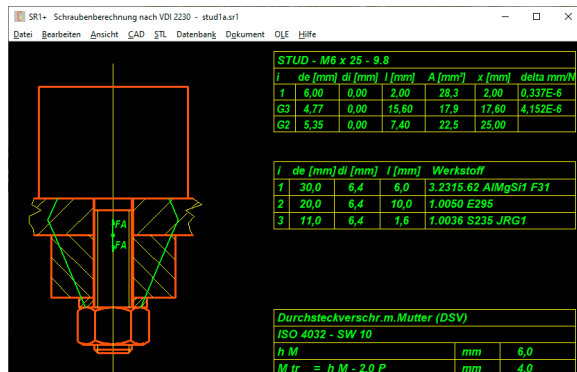 SR1+ Schraubenberechnung nach VDI 2230 - stud1a.sr1
Datei Bearbeiten Ansicht CAD STL Datenbank Dokument OLE Hilfe
STUD - M6 x 25 - 9.8
i de [mm] di [mm] l [mm] A [mm²] x [mm] delta mm/N
1 6,00 0,00 2,00 28,3 2,00 0,337E-6
G3 4,77 0,00 15,60 17,9 17,60 4,152E-6
G2 5,35 0,00 7,40 22,5 25,00
i de [mm] di [mm] l [mm] Werkstoff
1 30,0 6,4 6,0 3.2315.62 AlMgSi1 F31
2 20,0 6,4 10,0 1.0050 E295
3 11,0 6,4 1,6 1.0036 S235 JRG1
FA
FA
Durchsteckverschr.m.Mutter (DSV)
ISO 4032 - SW 10
h M mm 6,0
M tr = h M - 2,0 P mm 4,0